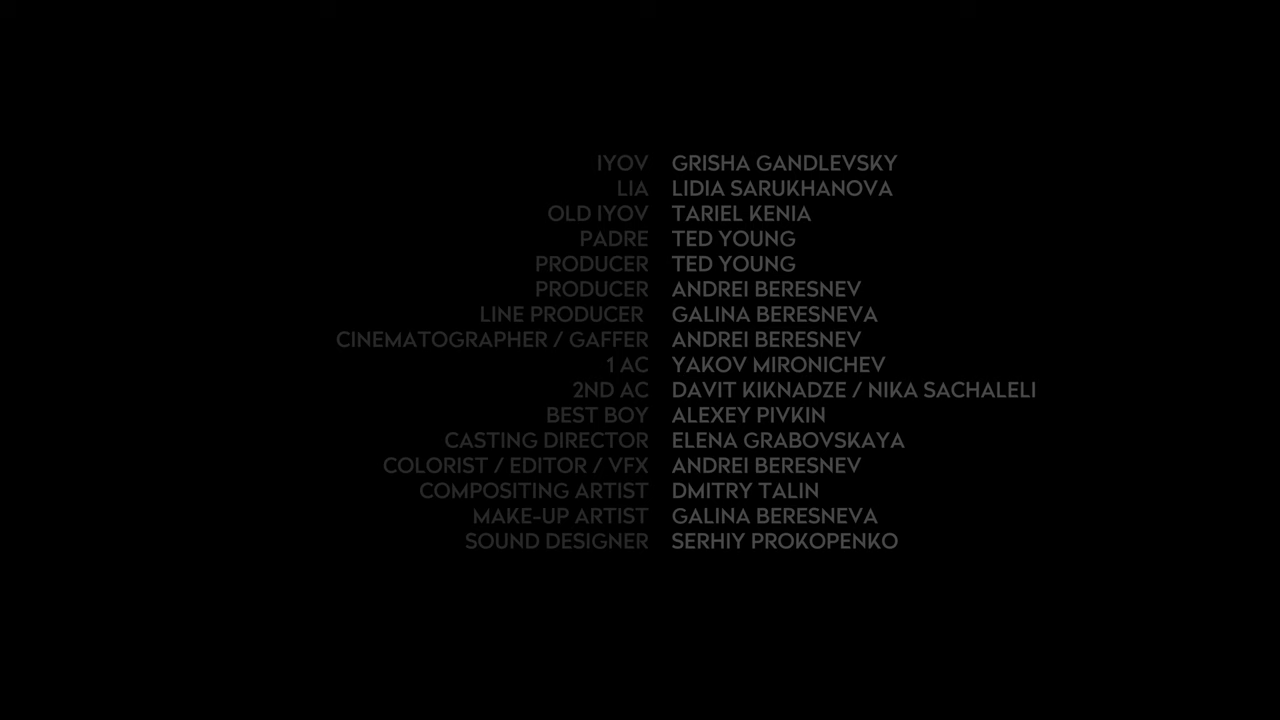 IYOV GRISHA GANDLEVSKY
LIA LIDIA SARUKHANOVA
OLD IYOV TARIEL KENIA
PADRE TED YOUNG
PRODUCER TED YOUNG
PRODUCER ANDREI BERESNEV
LINE PRODUCER GALINA BERESNEVA
CINEMATOGRAPHER / GAFFER ANDREI BERESNEV
1 AC YAKOV MIRONICHEV
2ND AC DAVIT KIKNADZE / NIKA SACHALELI
BEST BOY ALEXEY PIVKIN
CASTING DIRECTOR ELENA GRABOVSKAYA
COLORIST / EDITOR / VFX ANDREI BERESNEV
COMPOSITING ARTIST DMITRY TALIN
MAKE-UP ARTIST GALINA BERESNEVA
SOUND DESIGNER SERHIY PROKOPENKO